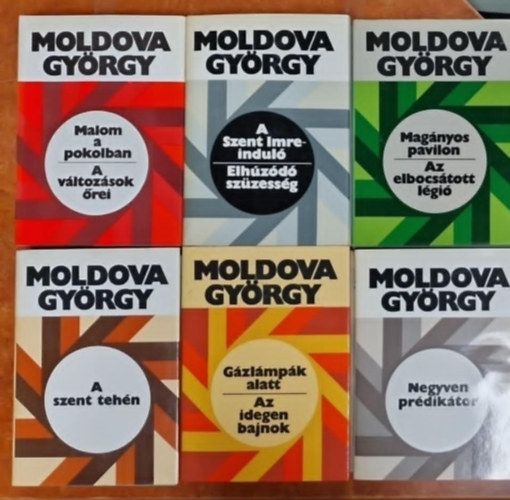 MOLDOVA
GYÖRGY
Malom
a
pokolban
A
változások
őrei
MOLDOVA
GYÖRGY
A
Szent Imre-
induló
Elhúzódó
szüzesség
MOLDOVA
GYÖRGY
Magányos
pavilon
Az
elbocsátott
légió
MOLDOVA
GYÖRGY
A
szent tehén
MOLDOVA
GYÖRGY
Gázlámpák
alatt
Az
idegen
bajnok
MOLDOVA
GYÖRGY
Negyven
prédikátor